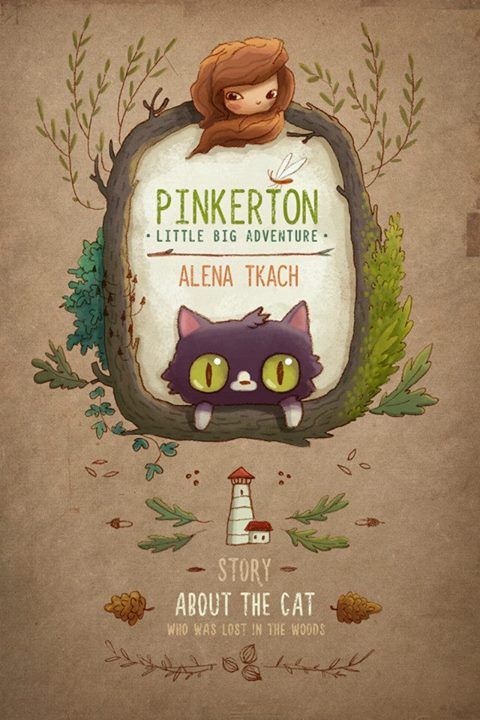 PINKERTON
• LITTLE BIG ADVENTURE •
ALENA TKACH
STORY
ABOUT THE CAT
WHO WAS LOST IN THE WOODS